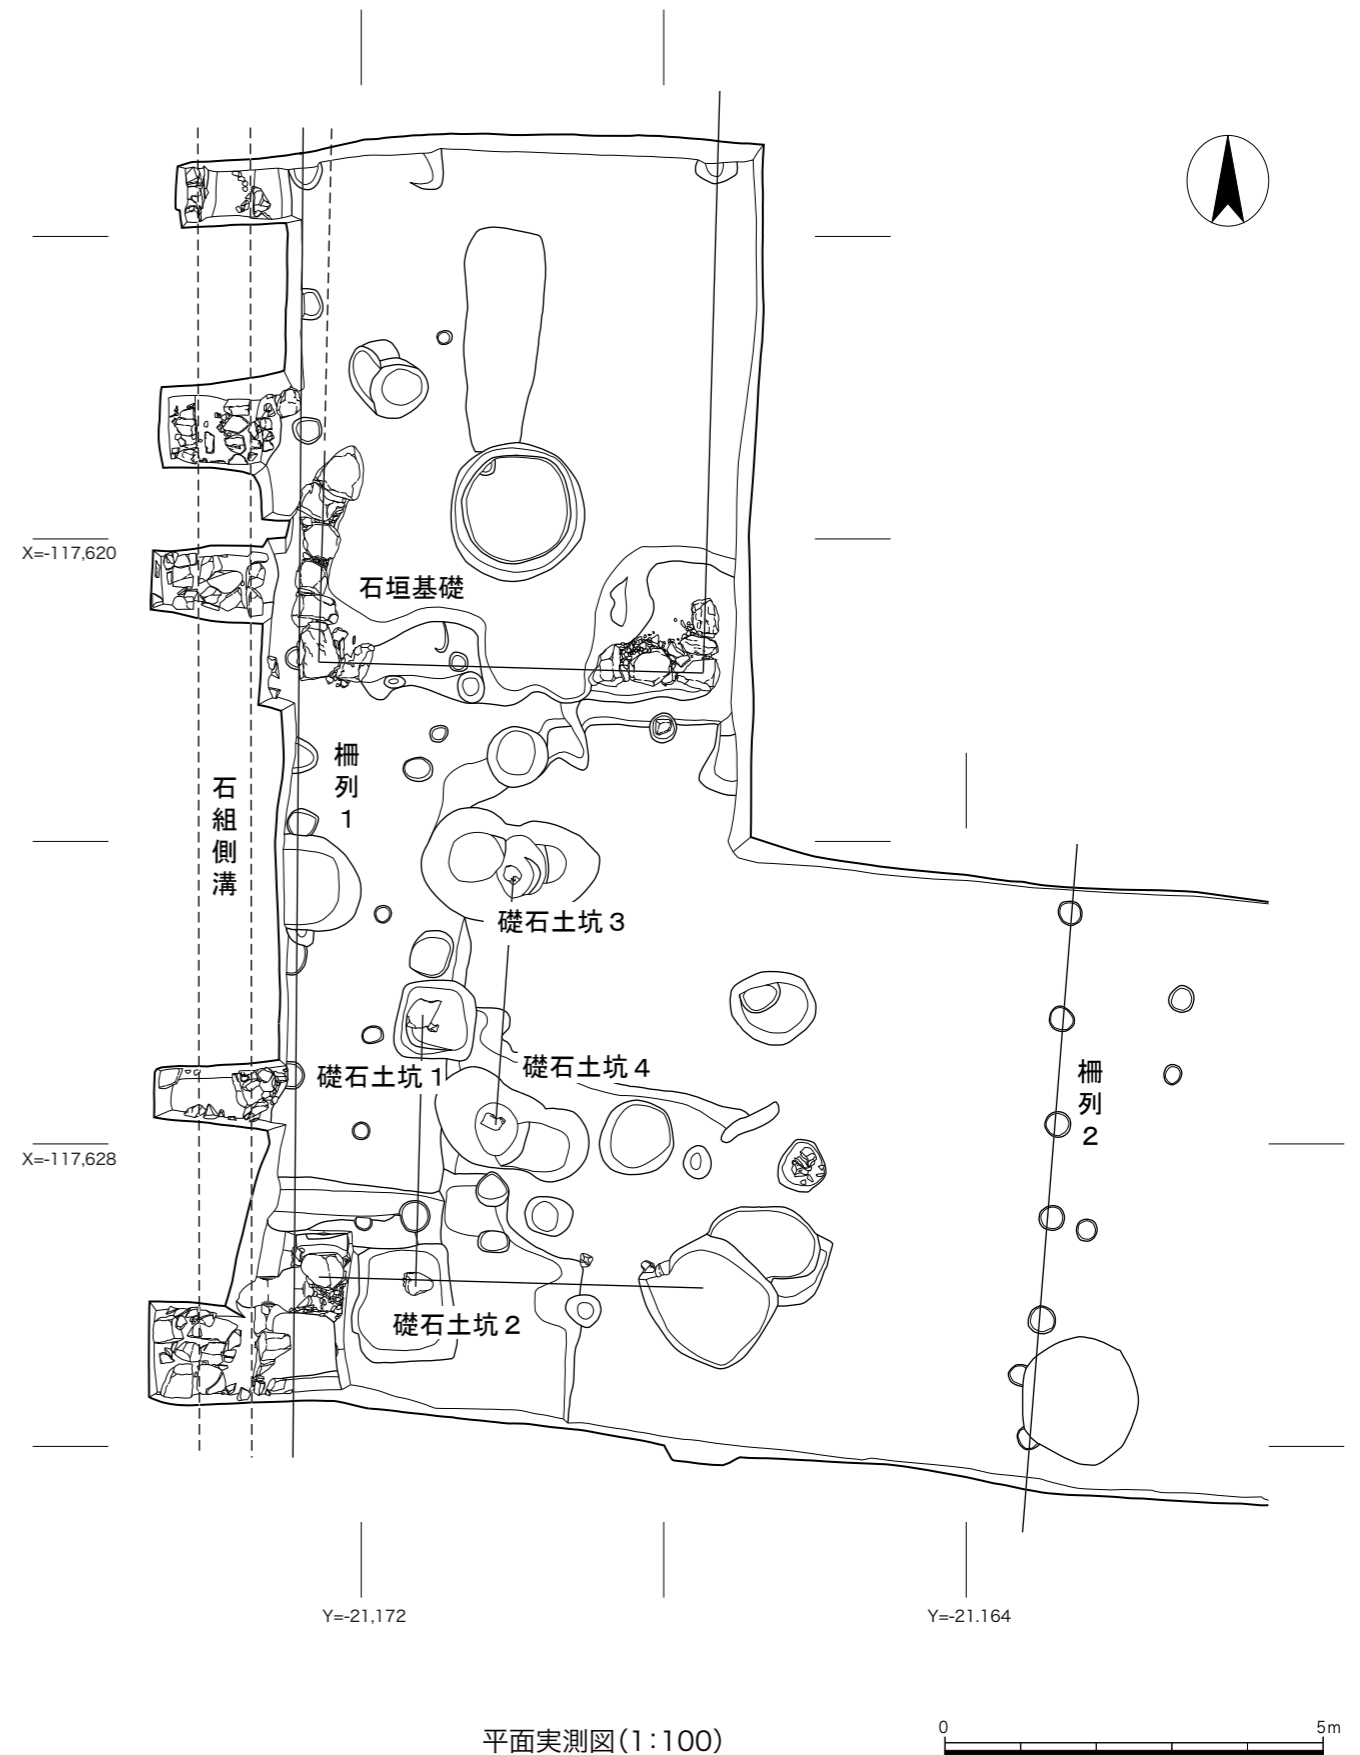 X=-117,620
石垣基礎
柵列1
石組側溝
礎石土坑3
礎石土坑1
礎石土坑4
柵列2
X=-117,628
礎石土坑2
Y=-21,172
Y=-21.164
平面実測図(1:100)
0
5m